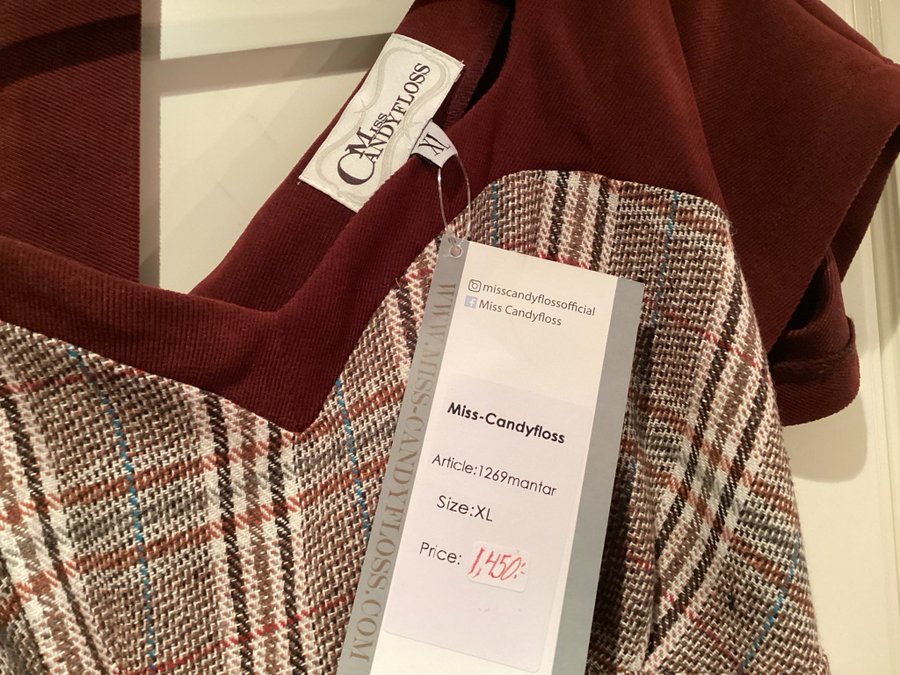 MISS
CANDYFLOSS
XL
misscandyflossofficial
Miss Candyfloss
WWW.MISS-CANDYFLOSS.COM
Miss-Candyfloss
Article:1269mantar
Size:XL
Price: 1,450:-